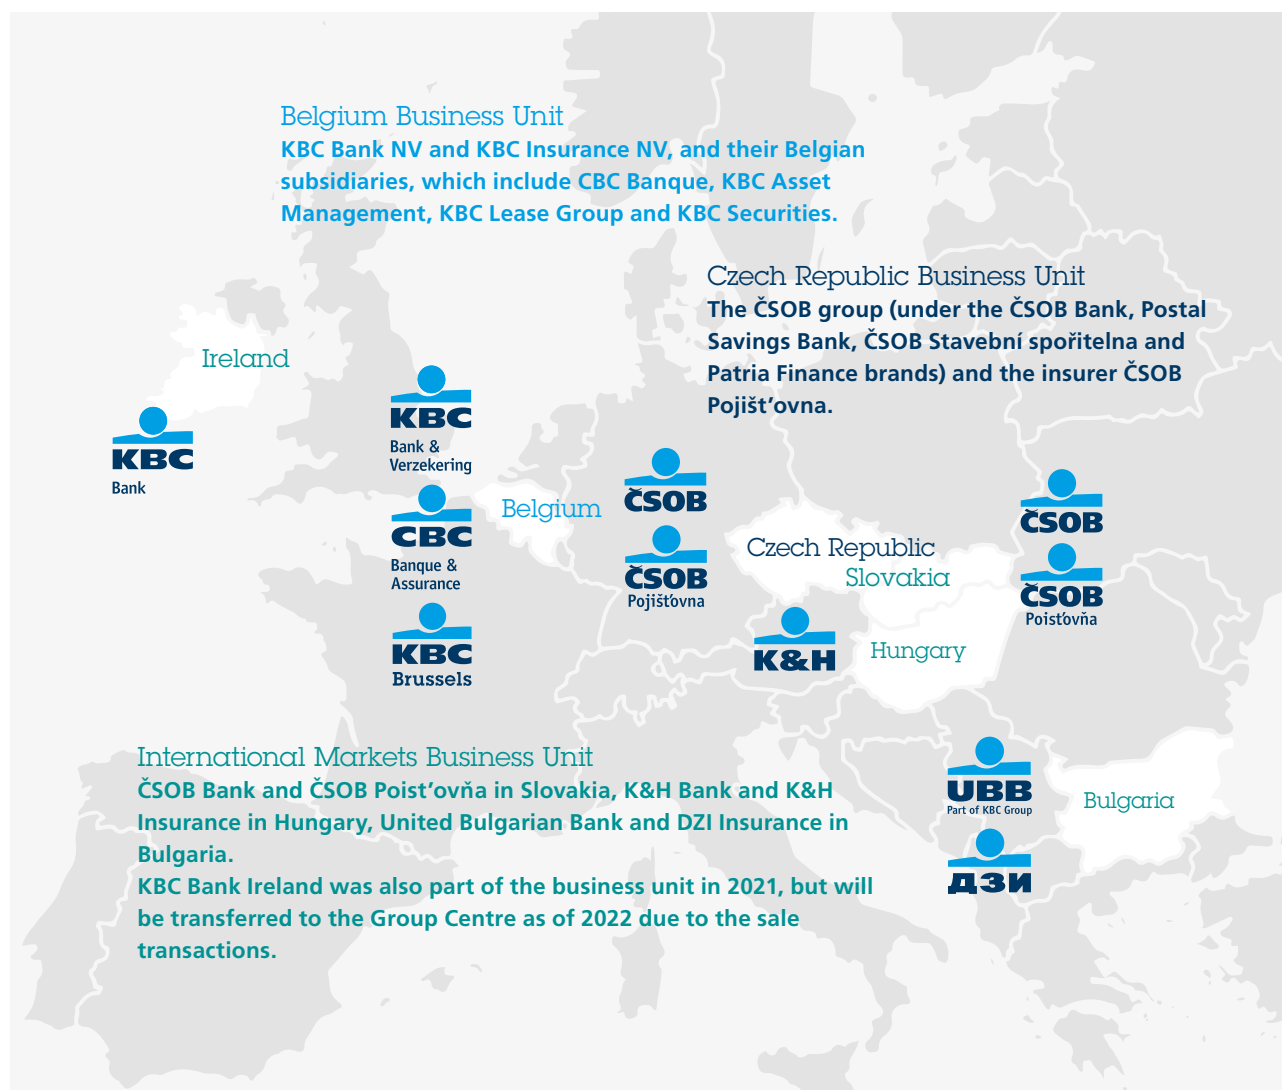 Belgium Business Unit
KBC Bank NV and KBC Insurance NV, and their Belgian
subsidiaries, which include CBC Banque, KBC Asset
Management, KBC Lease Group and KBC Securities.
Czech Republic Business Unit
The ČSOB group (under the ČSOB Bank, Postal
Savings Bank, ČSOB Stavební spořitelna and
Patria Finance brands) and the insurer ČSOB
Pojišt’ovna.
Ireland
KBC
Bank
KBC
Bank &
Verzekering
CBC
Banque &
Assurance
KBC
Brussels
Belgium
ČSOB
ČSOB
Pojišťovna
Czech Republic
Slovakia
ČSOB
ČSOB
Poisťovňa
K&H
Hungary
International Markets Business Unit
ČSOB Bank and ČSOB Poist’ovňa in Slovakia, K&H Bank and K&H
Insurance in Hungary, United Bulgarian Bank and DZI Insurance in
Bulgaria.
KBC Bank Ireland was also part of the business unit in 2021, but will
be transferred to the Group Centre as of 2022 due to the sale
transactions.
UBB
Part of KBC Group
ДЗИ
Bulgaria